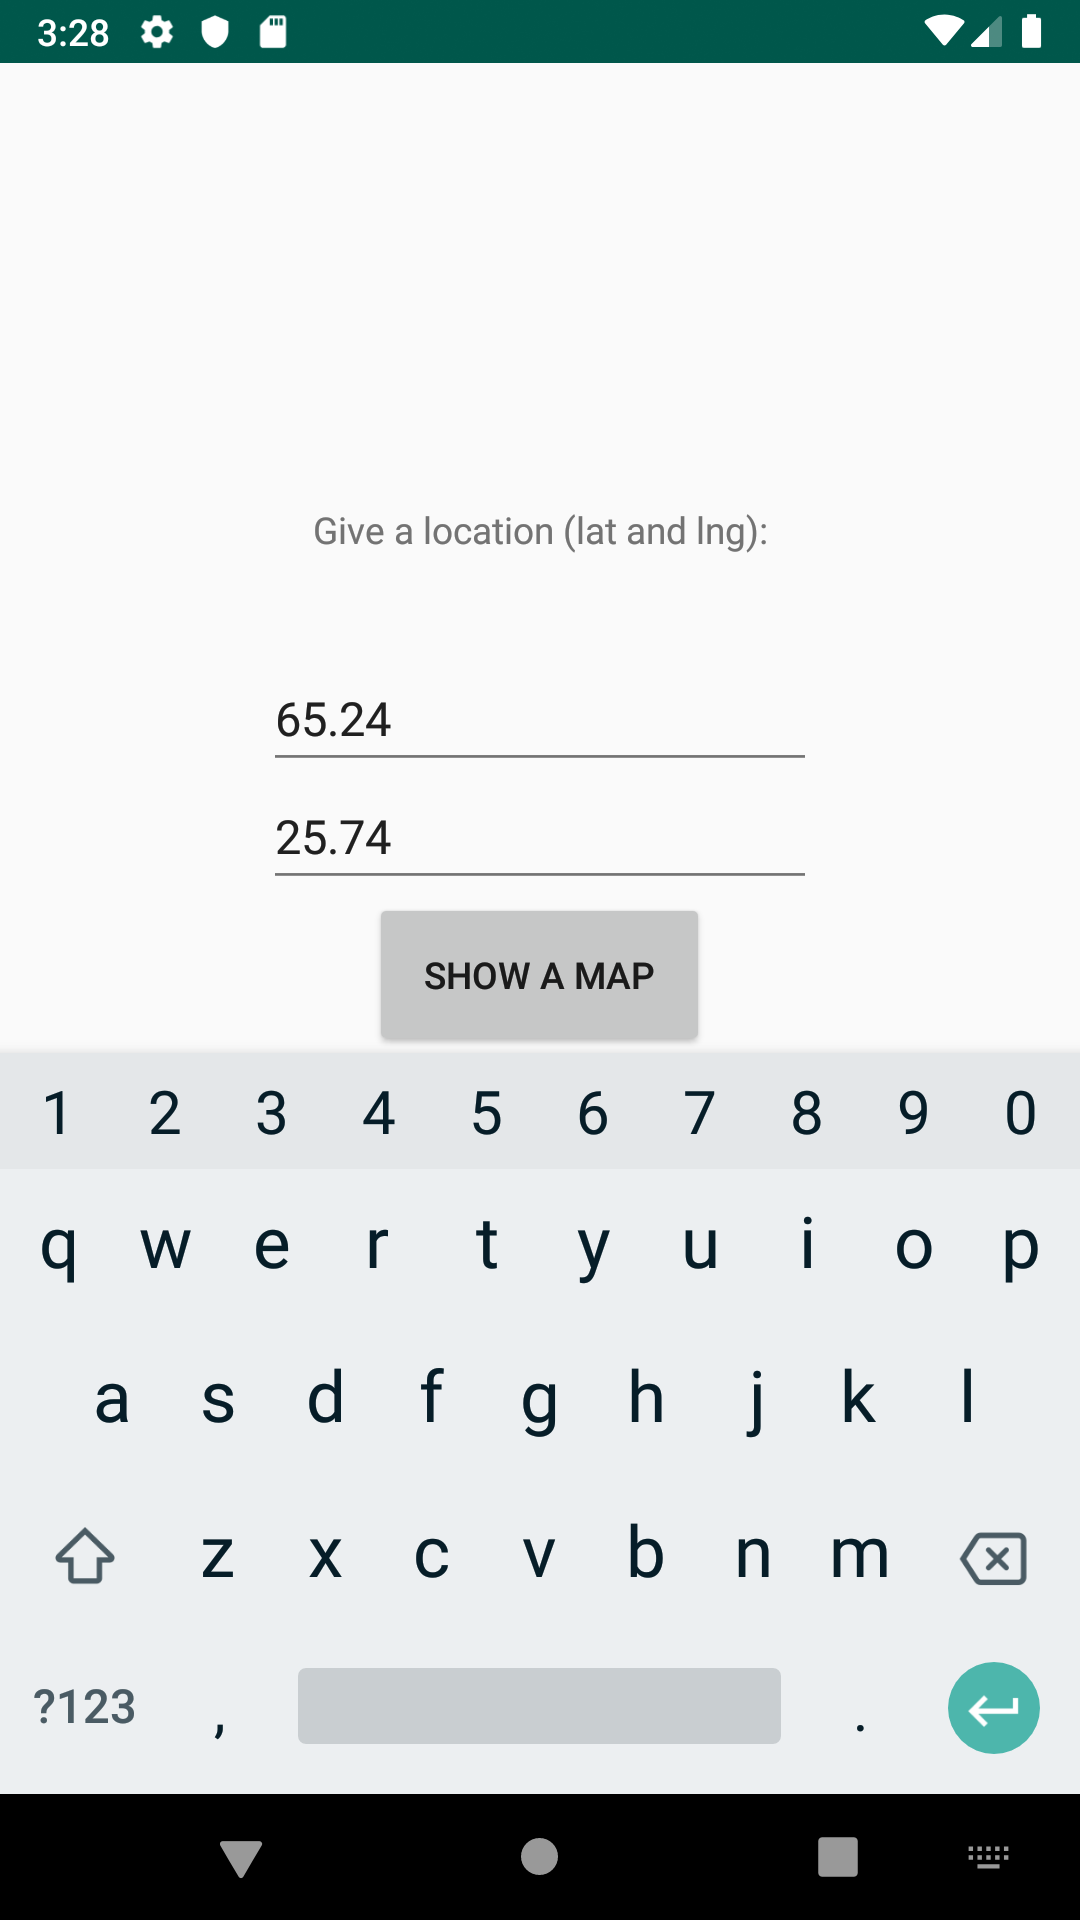 3:28
Give a location (lat and lng):
65.24
25.74
SHOW A MAP
1 2 3 4 5 6 7 8 9 0
q w e r t y u i o p
a s d f g h j k l
z x c v b n m
?123 , .